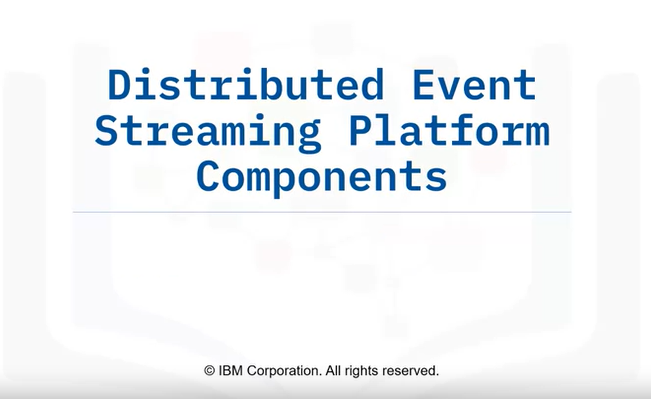 Distributed Event
Streaming Platform
Components
© IBM Corporation. All rights reserved.